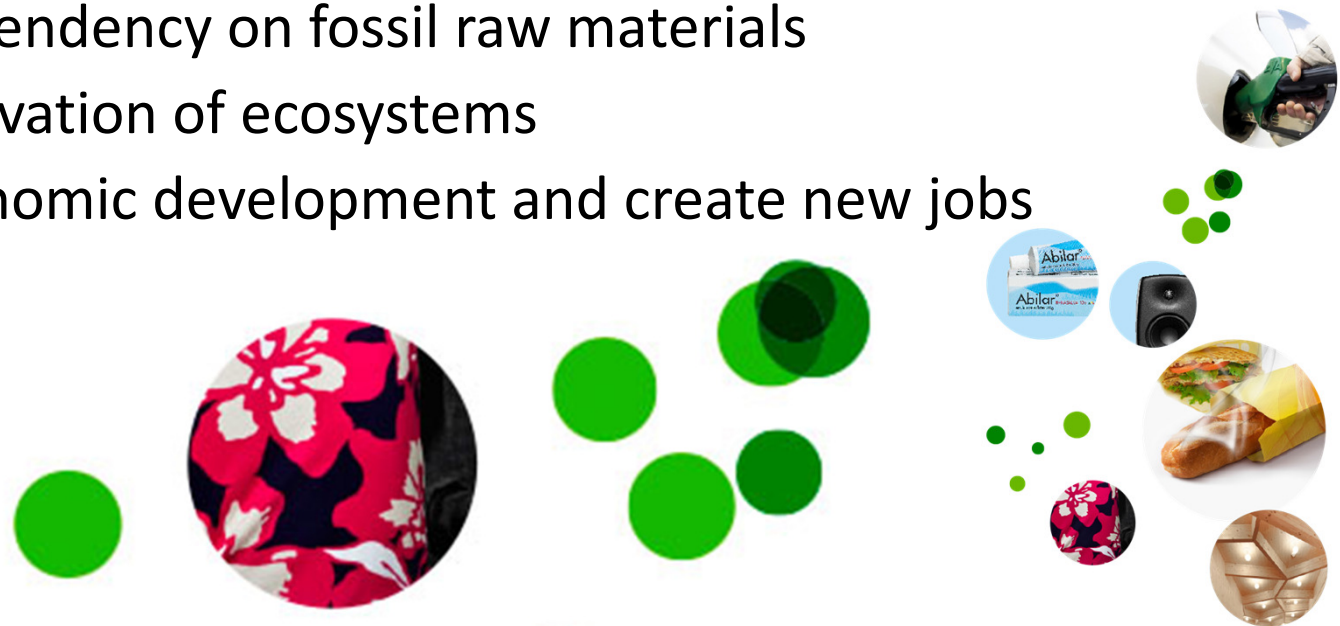 endency on fossil raw materials
vation of ecosystems
nomic development and create new jobs
Abilar
Abilar